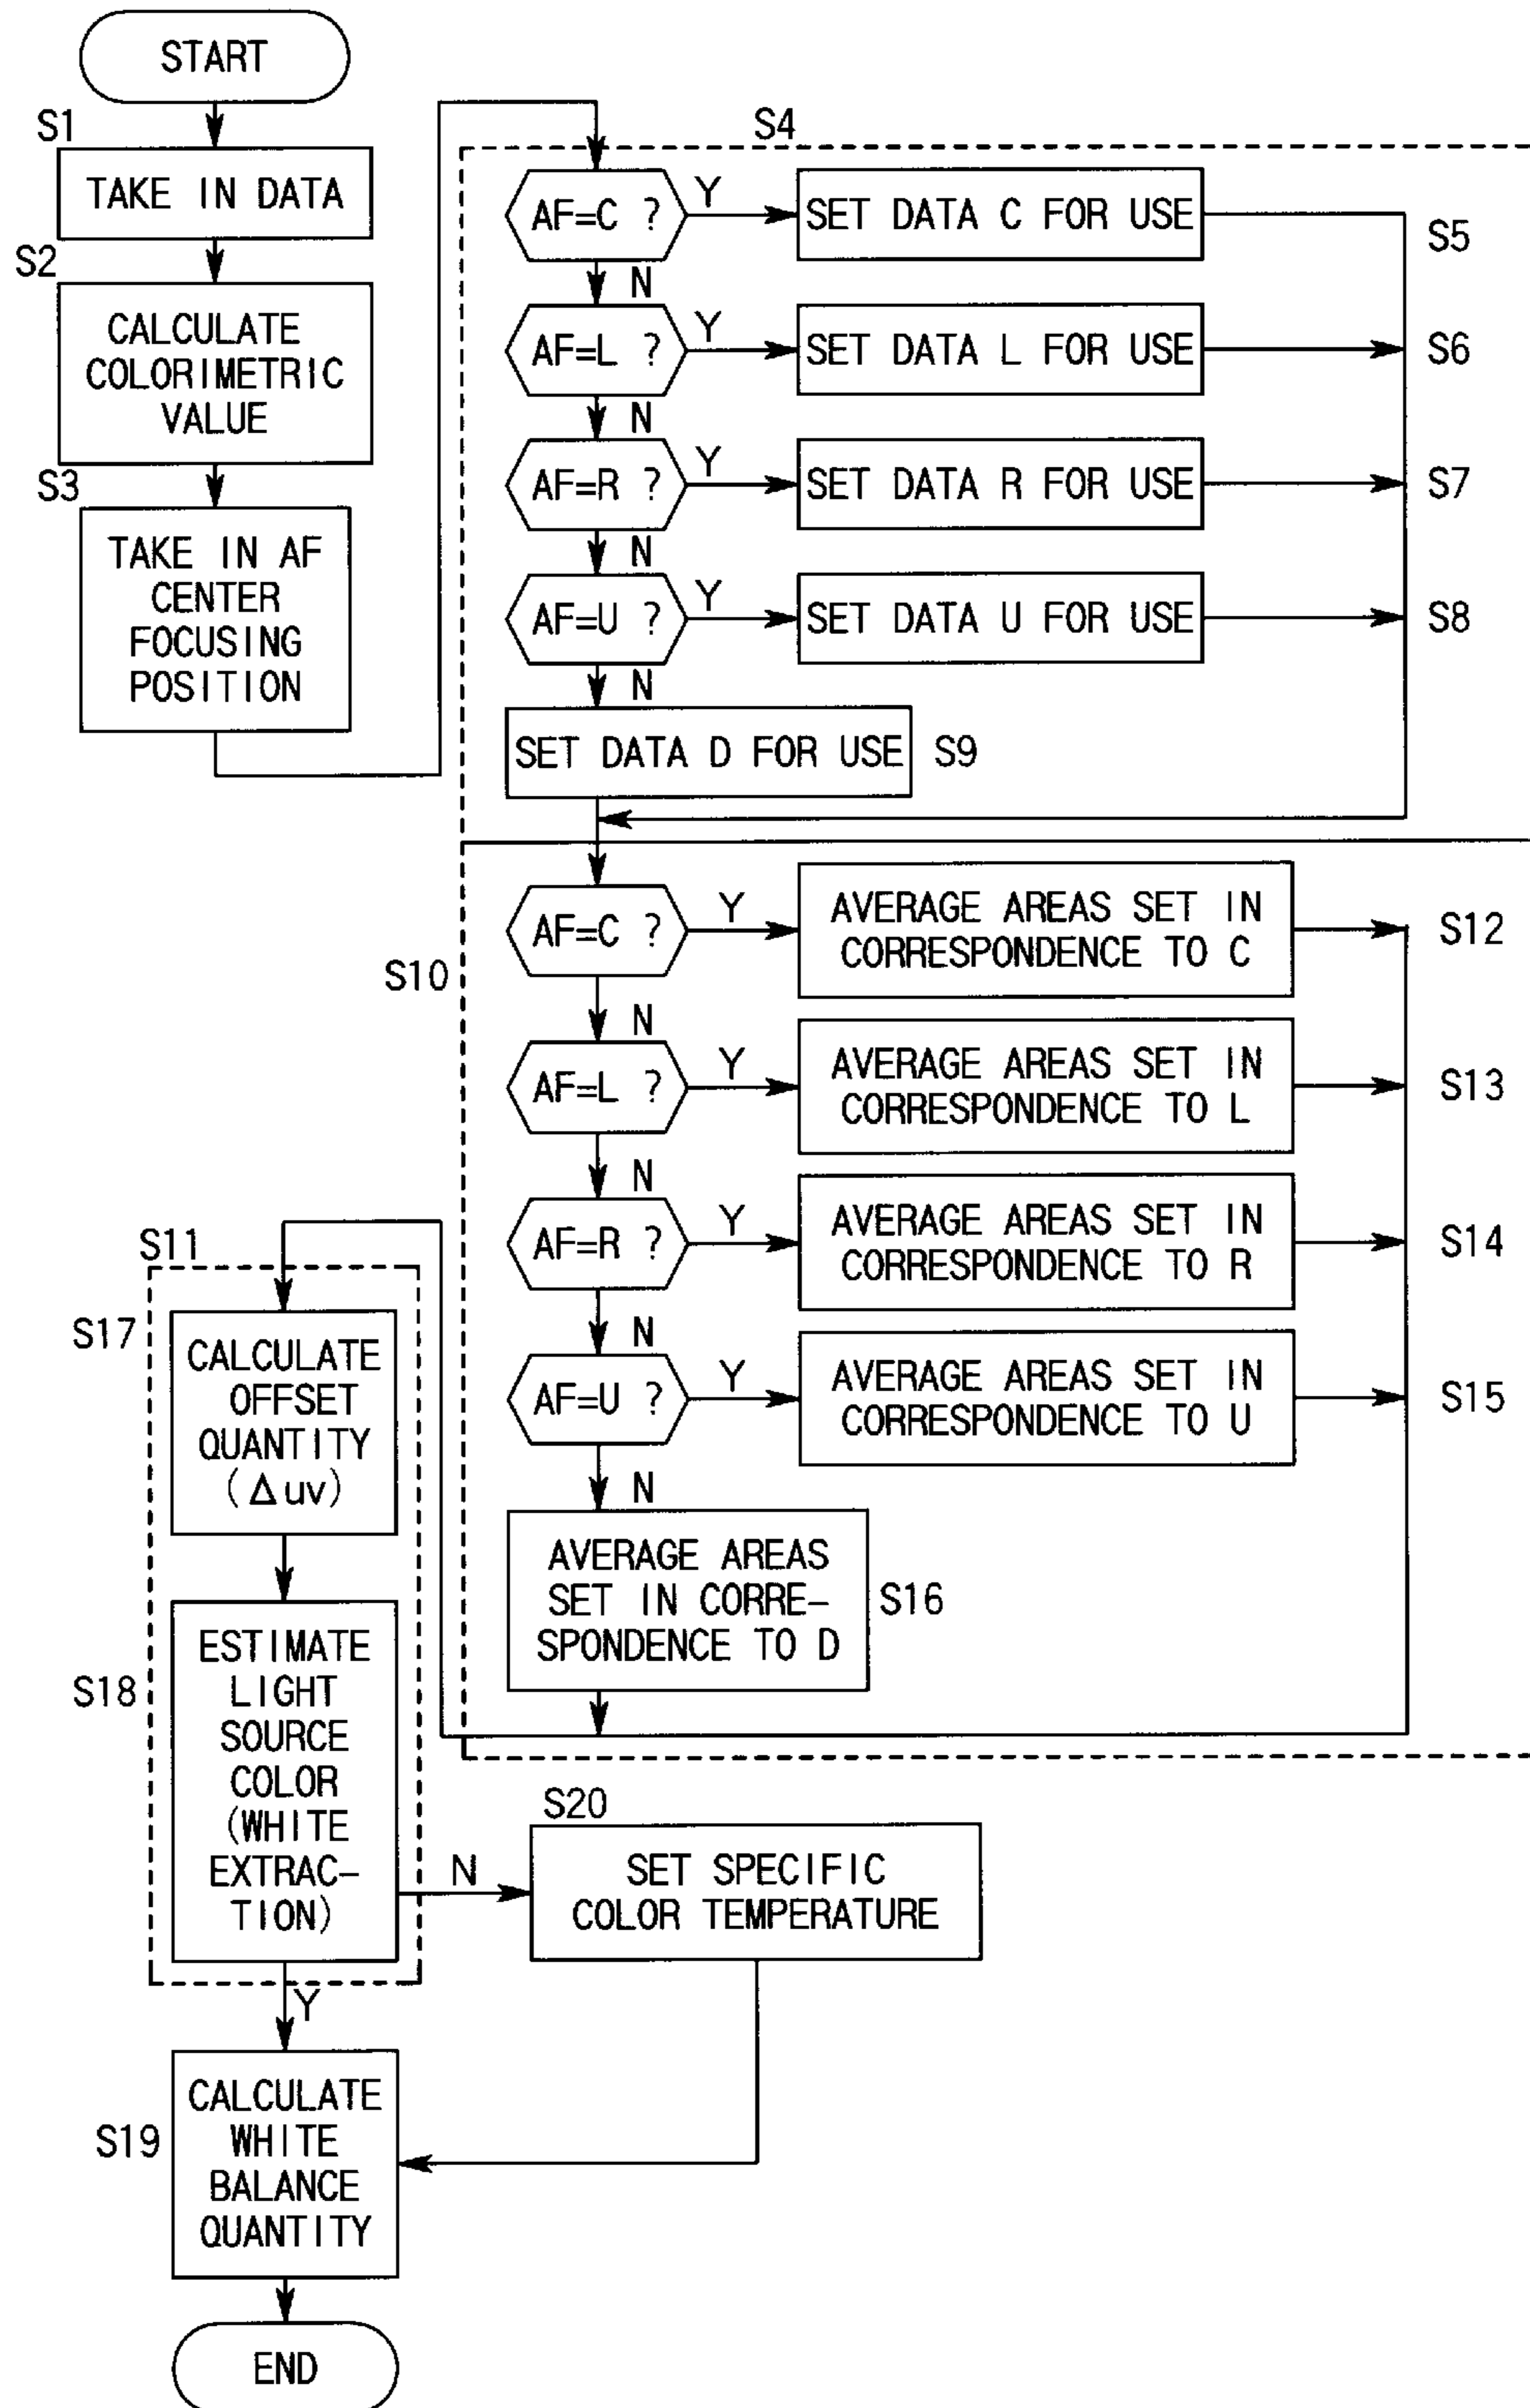 START
S1
TAKE IN DATA
S2
CALCULATE
COLORIMETRIC
VALUE
S3
TAKE IN AF
CENTER
FOCUSING
POSITION
S4
AF=C ?
Y
SET DATA C FOR USE
S5
N
AF=L ?
Y
SET DATA L FOR USE
S6
N
AF=R ?
Y
SET DATA R FOR USE
S7
N
AF=U ?
Y
SET DATA U FOR USE
S8
N
SET DATA D FOR USE
S9
S10
AF=C ?
Y
AVERAGE AREAS SET IN
CORRESPONDENCE TO C
S12
N
AF=L ?
Y
AVERAGE AREAS SET IN
CORRESPONDENCE TO L
S13
N
AF=R ?
Y
AVERAGE AREAS SET IN
CORRESPONDENCE TO R
S14
N
AF=U ?
Y
AVERAGE AREAS SET IN
CORRESPONDENCE TO U
S15
N
AVERAGE AREAS
SET IN CORRE-
SPONDENCE TO D
S16
S11
S17
CALCULATE
OFFSET
QUANTITY
(Δuv)
S18
ESTIMATE
LIGHT
SOURCE
COLOR
(WHITE
EXTRAC-
TION)
N
S20
SET SPECIFIC
COLOR TEMPERATURE
Y
S19
CALCULATE
WHITE
BALANCE
QUANTITY
END